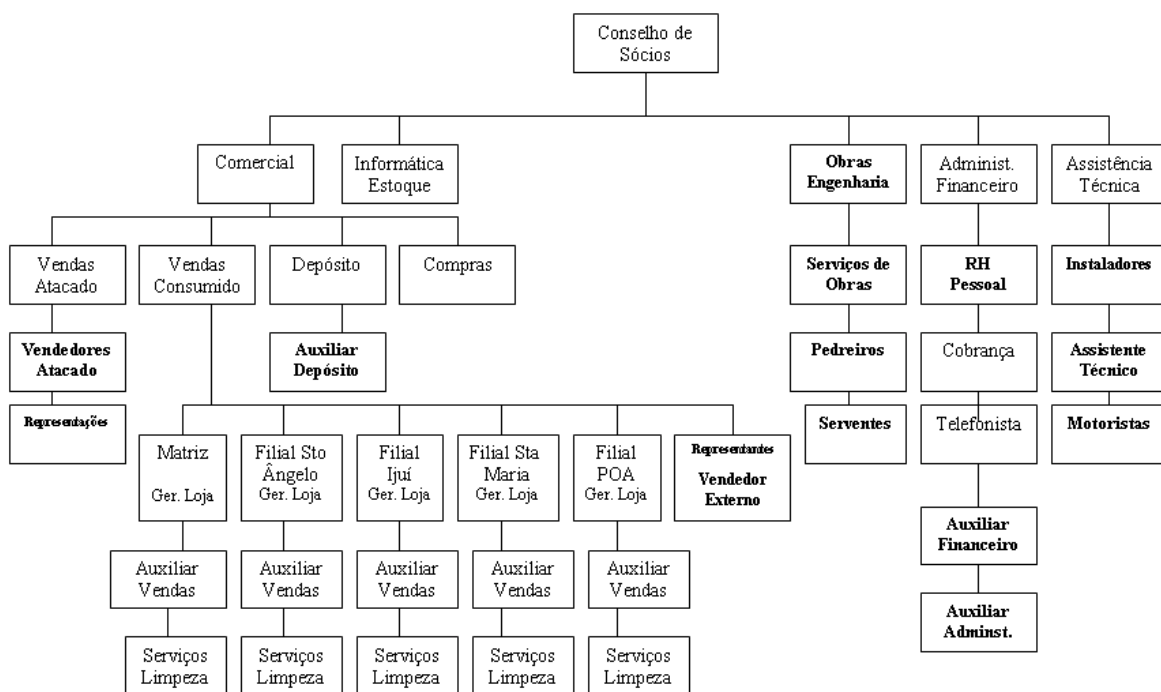 Conselho de
Sócios
Comercial
Informática
Estoque
Obras
Engenharia
Administ.
Financeiro
Assistência
Técnica
Vendas
Atacado
Vendas
Consumido
Depósito
Compras
Serviços de
Obras
RH
Pessoal
Instaladores
Vendedores
Atacado
Auxiliar
Depósito
Pedreiros
Cobrança
Assistente
Técnico
Representações
Serventes
Telefonista
Motoristas
Matriz
Ger. Loja
Filial Sto
Ângelo
Ger. Loja
Filial
Ijuí
Ger. Loja
Filial Sta
Maria
Ger. Loja
Filial
POA
Ger. Loja
Representantes
Vendedor
Externo
Auxiliar
Financeiro
Auxiliar
Vendas
Auxiliar
Vendas
Auxiliar
Vendas
Auxiliar
Vendas
Auxiliar
Vendas
Auxiliar
Adminst.
Serviços
Limpeza
Serviços
Limpeza
Serviços
Limpeza
Serviços
Limpeza
Serviços
Limpeza